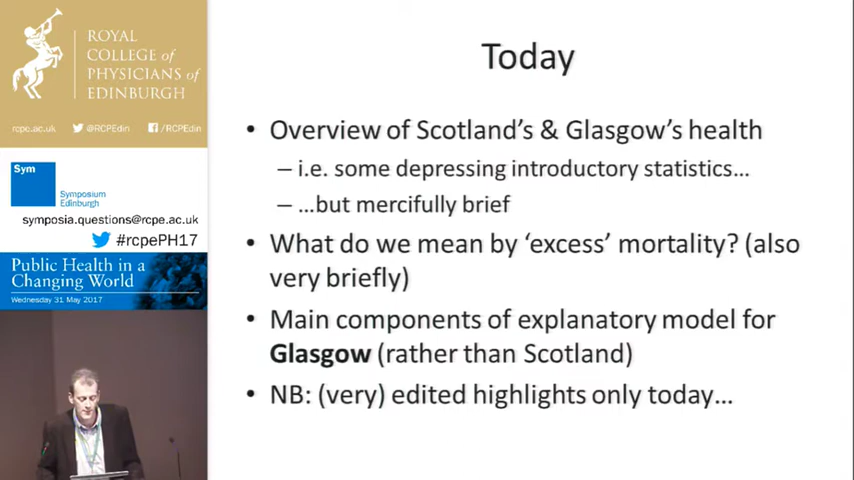 ROYAL
COLLEGE of
PHYSICIANS of
EDINBURGH
rcpe.ac.uk @RCPEdin /RCPEdin
Sym
Symposium
Edinburgh
symposia.questions@rcpe.ac.uk
#rcpePH17
Public Health in a
Changing World
Wednesday 31 May 2017
Today
• Overview of Scotland's & Glasgow's health
– i.e. some depressing introductory statistics…
– …but mercifully brief
• What do we mean by 'excess' mortality? (also
very briefly)
• Main components of explanatory model for
Glasgow (rather than Scotland)
• NB: (very) edited highlights only today…